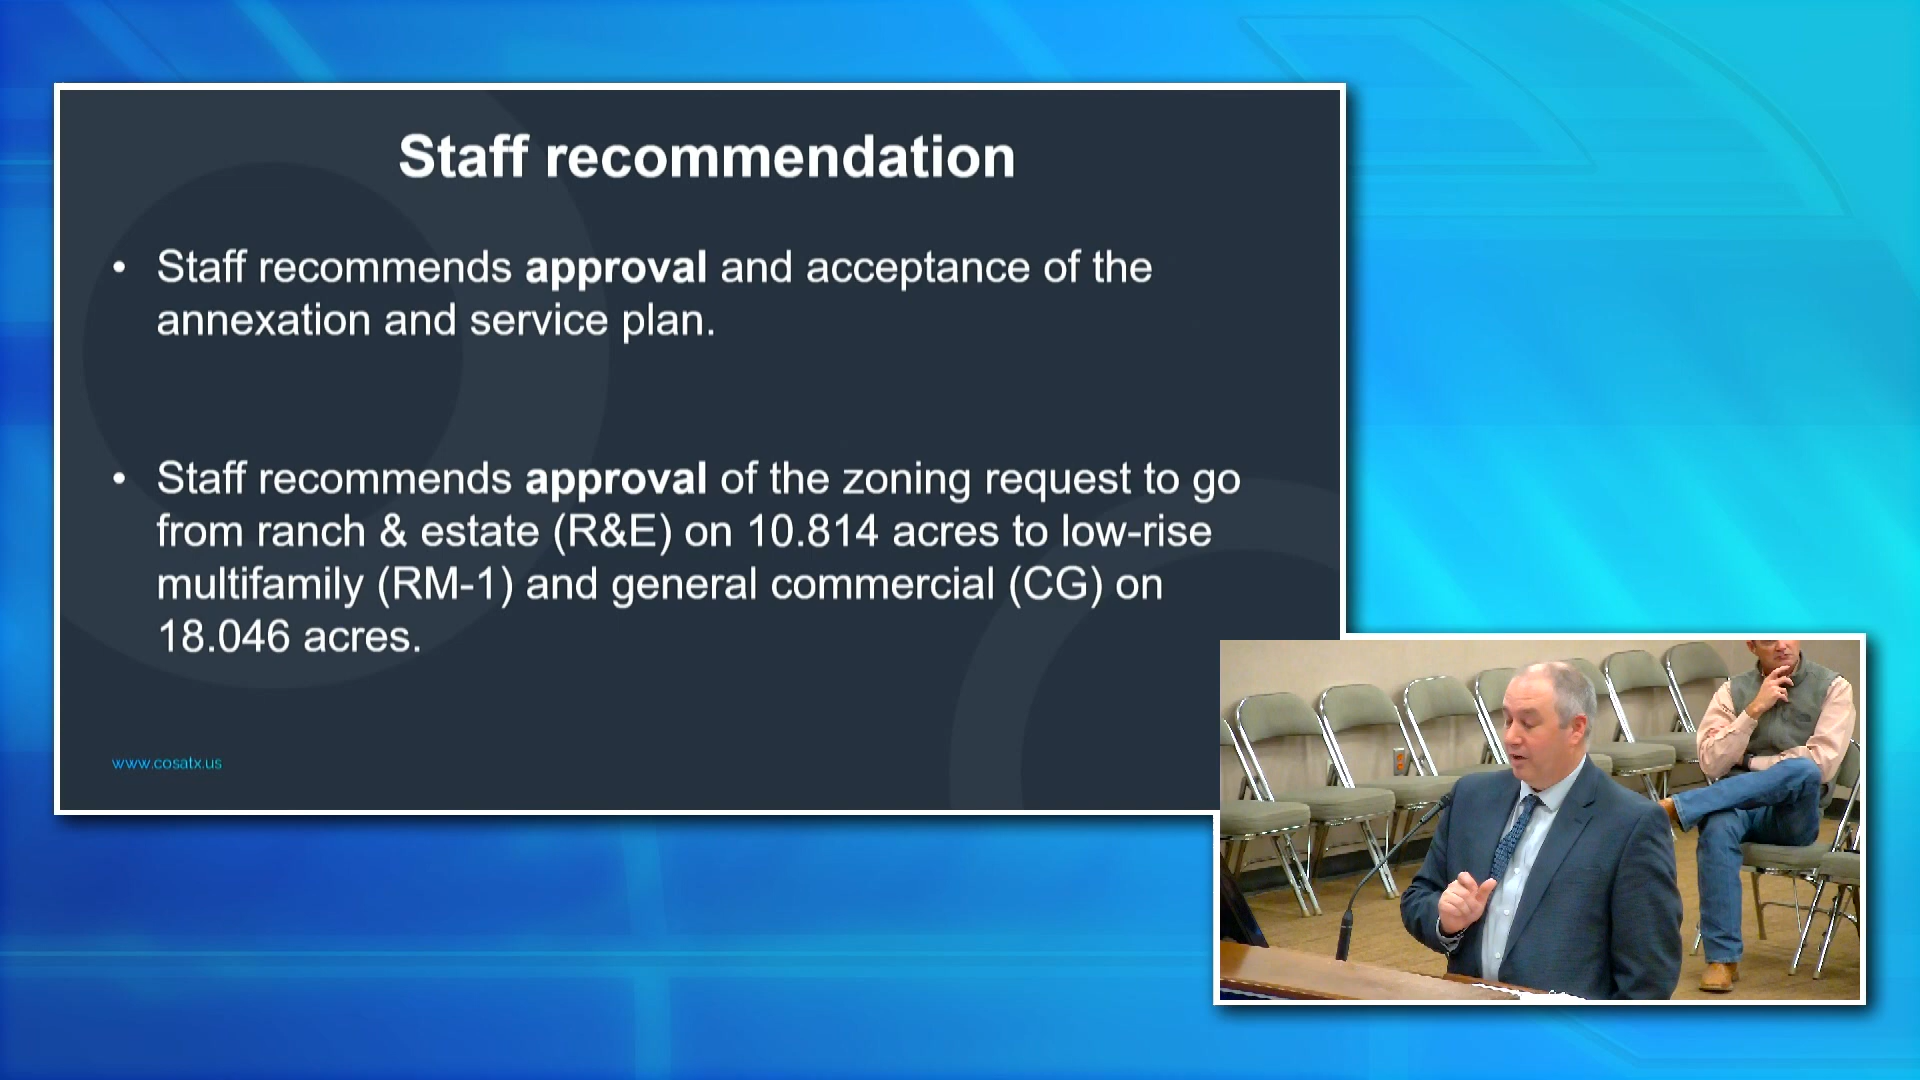 Staff recommendation
• Staff recommends approval and acceptance of the
annexation and service plan.
• Staff recommends approval of the zoning request to go
from ranch & estate (R&E) on 10.814 acres to low-rise
multifamily (RM-1) and general commercial (CG) on
18.046 acres.
www.cosatx.us